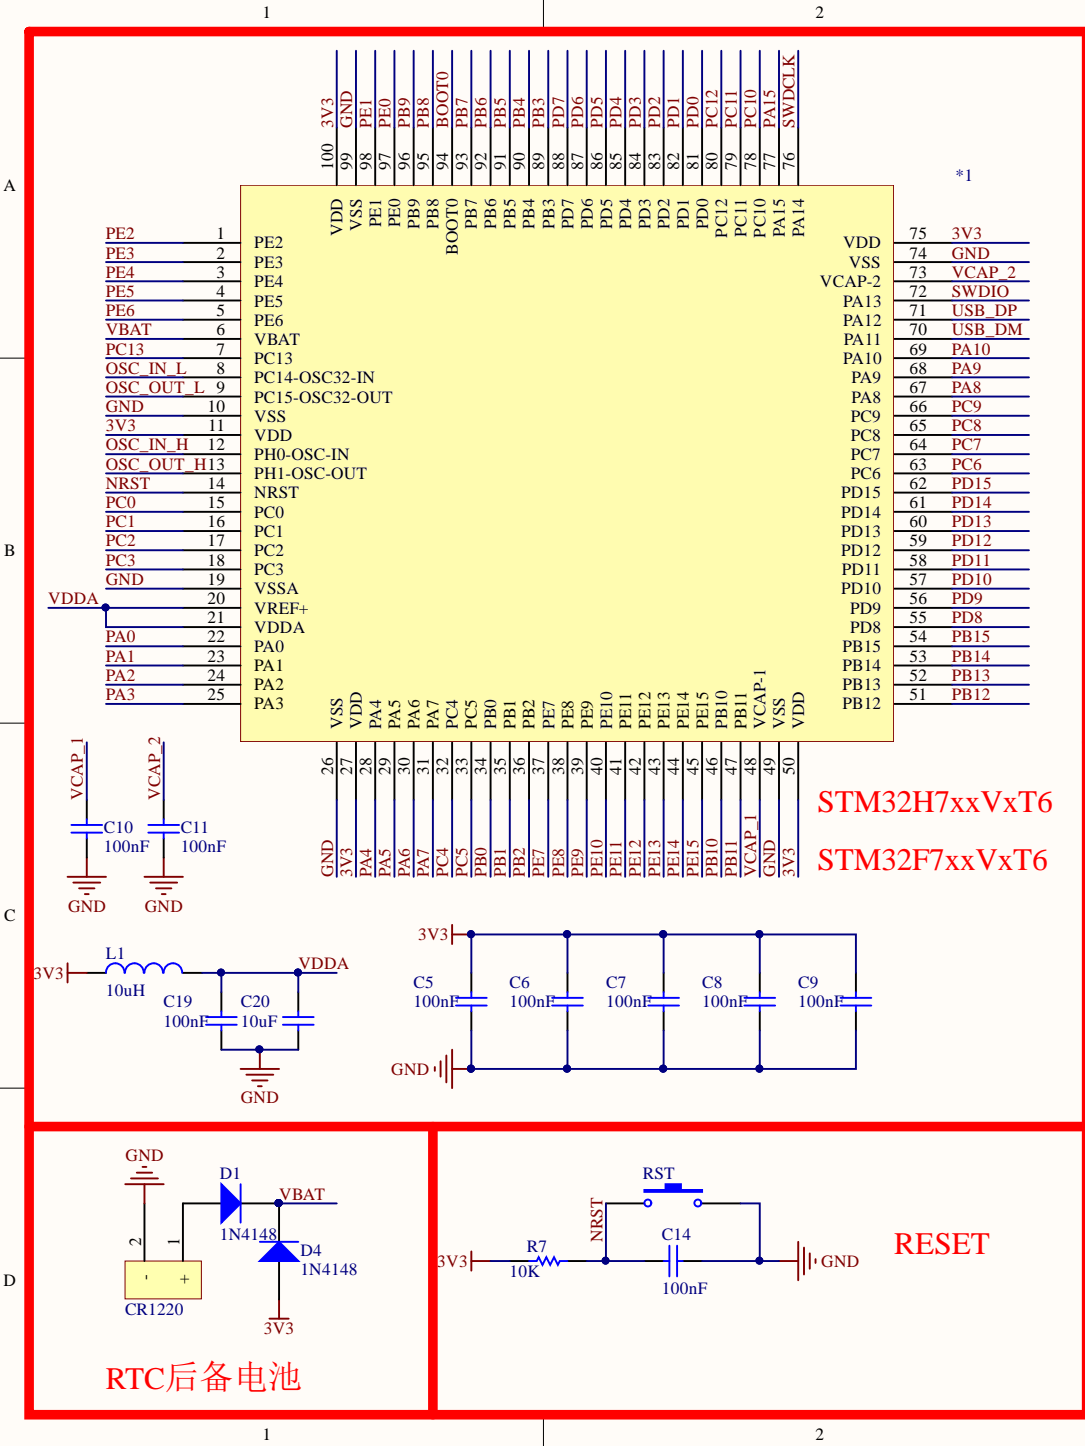 1 2
A
B
C
D
3V3 GND PE1 PE0 PB9 PB8 BOOT0 PB7 PB6 PB5 PB4 PB3 PD7 PD6 PD5 PD4 PD3 PD2 PD1 PD0 PC12 PC11 PC10 PA15 SWDCLK
100 99 98 97 96 95 94 93 92 91 90 89 88 87 86 85 84 83 82 81 80 79 78 77 76
VDD VSS PE1 PE0 PB9 PB8 BOOT0 PB7 PB6 PB5 PB4 PB3 PD7 PD6 PD5 PD4 PD3 PD2 PD1 PD0 PC12 PC11 PC10 PA15 PA14
*1
PE2 1 PE2
PE3 2 PE3
PE4 3 PE4
PE5 4 PE5
PE6 5 PE6
VBAT 6 VBAT
PC13 7 PC13
OSC_IN_L 8 PC14-OSC32-IN
OSC_OUT_L 9 PC15-OSC32-OUT
GND 10 VSS
3V3 11 VDD
OSC_IN_H 12 PH0-OSC-IN
OSC_OUT_H 13 PH1-OSC-OUT
NRST 14 NRST
PC0 15 PC0
PC1 16 PC1
PC2 17 PC2
PC3 18 PC3
GND 19 VSSA
VDDA 20 VREF+
21 VDDA
PA0 22 PA0
PA1 23 PA1
PA2 24 PA2
PA3 25 PA3
VDD 75 3V3
VSS 74 GND
VCAP-2 73 VCAP_2
PA13 72 SWDIO
PA12 71 USB_DP
PA11 70 USB_DM
PA10 69 PA10
PA9 68 PA9
PA8 67 PA8
PC9 66 PC9
PC8 65 PC8
PC7 64 PC7
PC6 63 PC6
PD15 62 PD15
PD14 61 PD14
PD13 60 PD13
PD12 59 PD12
PD11 58 PD11
PD10 57 PD10
PD9 56 PD9
PD8 55 PD8
PB15 54 PB15
PB14 53 PB14
PB13 52 PB13
PB12 51 PB12
VSS VDD PA4 PA5 PA6 PA7 PC4 PC5 PB0 PB1 PB2 PE7 PE8 PE9 PE10 PE11 PE12 PE13 PE14 PE15 PB10 PB11 VCAP-1 VSS VDD
26 27 28 29 30 31 32 33 34 35 36 37 38 39 40 41 42 43 44 45 46 47 48 49 50
GND 3V3 PA4 PA5 PA6 PA7 PC4 PC5 PB0 PB1 PB2 PE7 PE8 PE9 PE10 PE11 PE12 PE13 PE14 PE15 PB10 PB11 VCAP_1 GND 3V3
STM32H7xxVxT6
STM32F7xxVxT6
VCAP_1 VCAP_2
C10 C11
100nF 100nF
GND GND
3V3 L1 VDDA
10uH
C19 C20
100nF 10uF
GND
3V3
C5 C6 C7 C8 C9
100nF 100nF 100nF 100nF 100nF
GND
GND
D1 VBAT
1N4148
D4
1N4148
2 1
- +
CR1220
3V3
RTC后备电池
RST
NRST
3V3 R7 C14 GND
10K 100nF
RESET
1 2